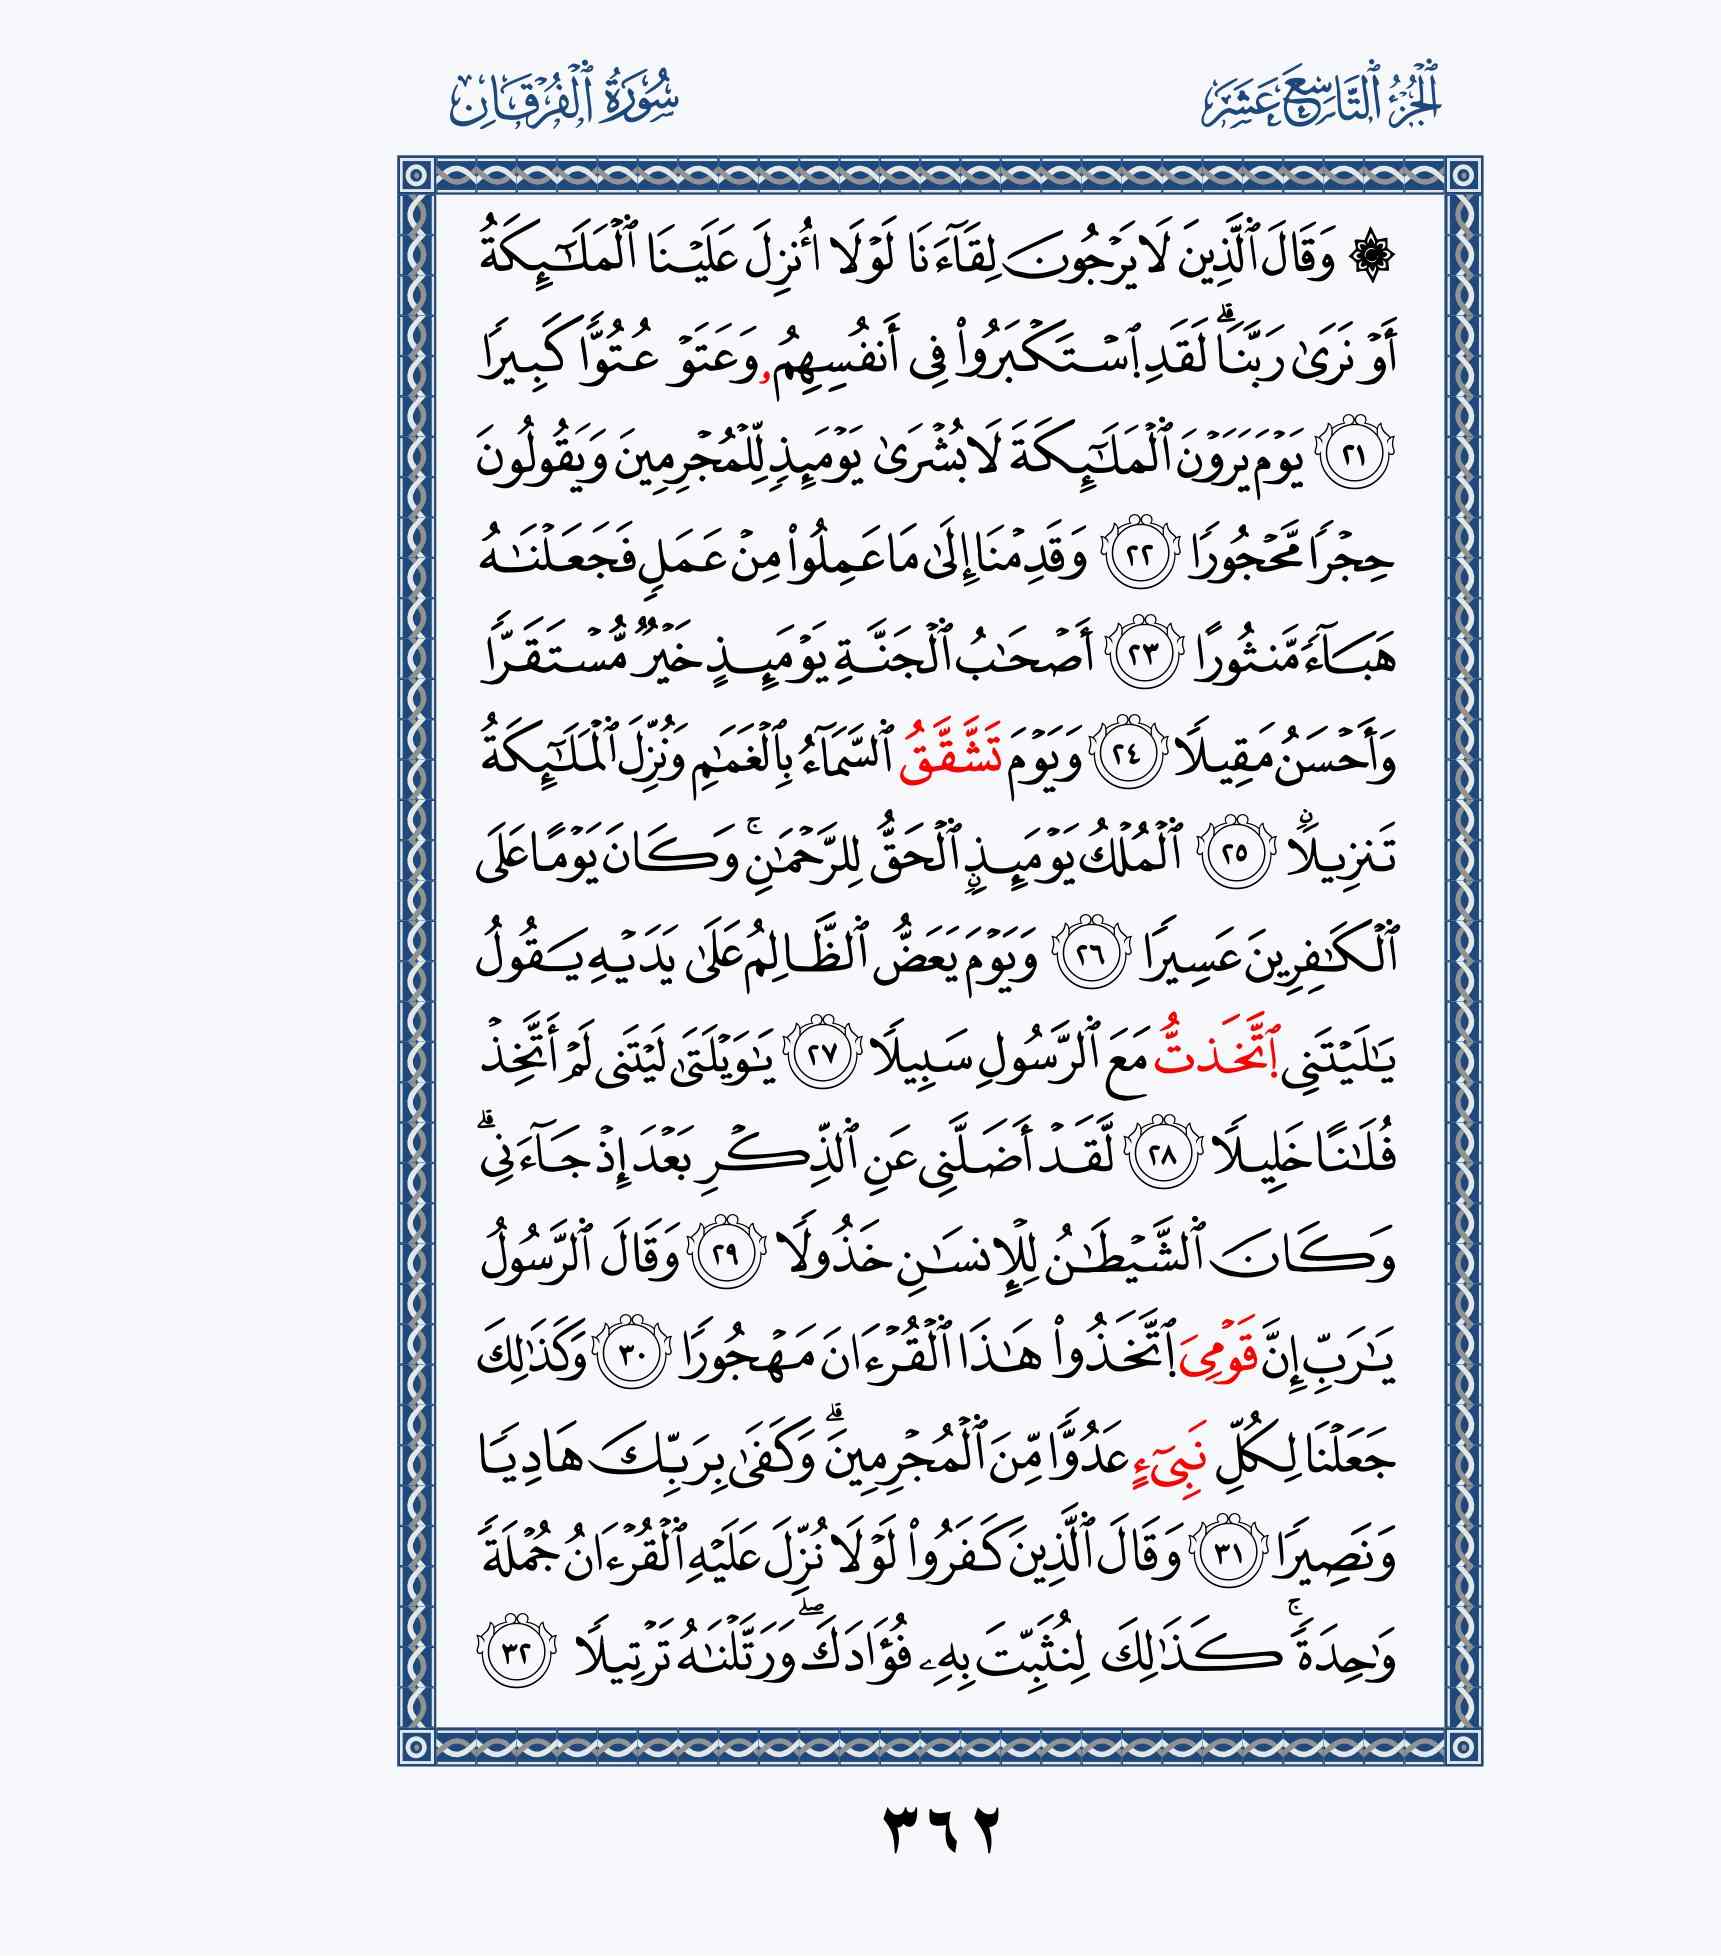 ٱلۡجُزۡءُ ٱلتَّاسِعَ عَشَرَ
سُورَةُ ٱلۡفُرۡقَانِ
۞ وَقَالَ ٱلَّذِينَ لَا يَرۡجُونَ لِقَآءَنَا لَوۡلَا أُنزِلَ عَلَيۡنَا ٱلۡمَلَٰٓئِكَةُ
أَوۡ نَرَىٰ رَبَّنَاۗ لَقَدِ ٱسۡتَكۡبَرُواْ فِي أَنفُسِهِمُۥ وَعَتَوۡ عُتُوّٗا كَبِيرٗا
٢١ يَوۡمَ يَرَوۡنَ ٱلۡمَلَٰٓئِكَةَ لَا بُشۡرَىٰ يَوۡمَئِذٖ لِّلۡمُجۡرِمِينَ وَيَقُولُونَ
حِجۡرٗا مَّحۡجُورٗا ٢٢ وَقَدِمۡنَا إِلَىٰ مَا عَمِلُواْ مِنۡ عَمَلٖ فَجَعَلۡنَٰهُ
هَبَآءٗ مَّنثُورًا ٢٣ أَصۡحَٰبُ ٱلۡجَنَّةِ يَوۡمَئِذٍ خَيۡرٞ مُّسۡتَقَرّٗا
وَأَحۡسَنُ مَقِيلٗا ٢٤ وَيَوۡمَ تَشَّقَّقُ ٱلسَّمَآءُ بِٱلۡغَمَٰمِ وَنُزِّلَ ٱلۡمَلَٰٓئِكَةُ
تَنزِيلًا ٢٥ ٱلۡمُلۡكُ يَوۡمَئِذٍ ٱلۡحَقُّ لِلرَّحۡمَٰنِۚ وَكَانَ يَوۡمًا عَلَى
ٱلۡكَٰفِرِينَ عَسِيرٗا ٢٦ وَيَوۡمَ يَعَضُّ ٱلظَّالِمُ عَلَىٰ يَدَيۡهِ يَقُولُ
يَٰلَيۡتَنِي ٱتَّخَذتُّ مَعَ ٱلرَّسُولِ سَبِيلٗا ٢٧ يَٰوَيۡلَتَىٰ لَيۡتَنِي لَمۡ أَتَّخِذۡ
فُلَانًا خَلِيلٗا ٢٨ لَّقَدۡ أَضَلَّنِي عَنِ ٱلذِّكۡرِ بَعۡدَ إِذۡ جَآءَنِيۗ
وَكَانَ ٱلشَّيۡطَٰنُ لِلۡإِنسَٰنِ خَذُولٗا ٢٩ وَقَالَ ٱلرَّسُولُ
يَٰرَبِّ إِنَّ قَوۡمِيَ ٱتَّخَذُواْ هَٰذَا ٱلۡقُرۡءَانَ مَهۡجُورٗا ٣٠ وَكَذَٰلِكَ
جَعَلۡنَا لِكُلِّ نَبِيٓءٍ عَدُوّٗا مِّنَ ٱلۡمُجۡرِمِينَۗ وَكَفَىٰ بِرَبِّكَ هَادِيٗا
وَنَصِيرٗا ٣١ وَقَالَ ٱلَّذِينَ كَفَرُواْ لَوۡلَا نُزِّلَ عَلَيۡهِ ٱلۡقُرۡءَانُ جُمۡلَةٗ
وَٰحِدَةٗۚ كَذَٰلِكَ لِنُثَبِّتَ بِهِۦ فُؤَادَكَۖ وَرَتَّلۡنَٰهُ تَرۡتِيلٗا ٣٢
٣٦٢